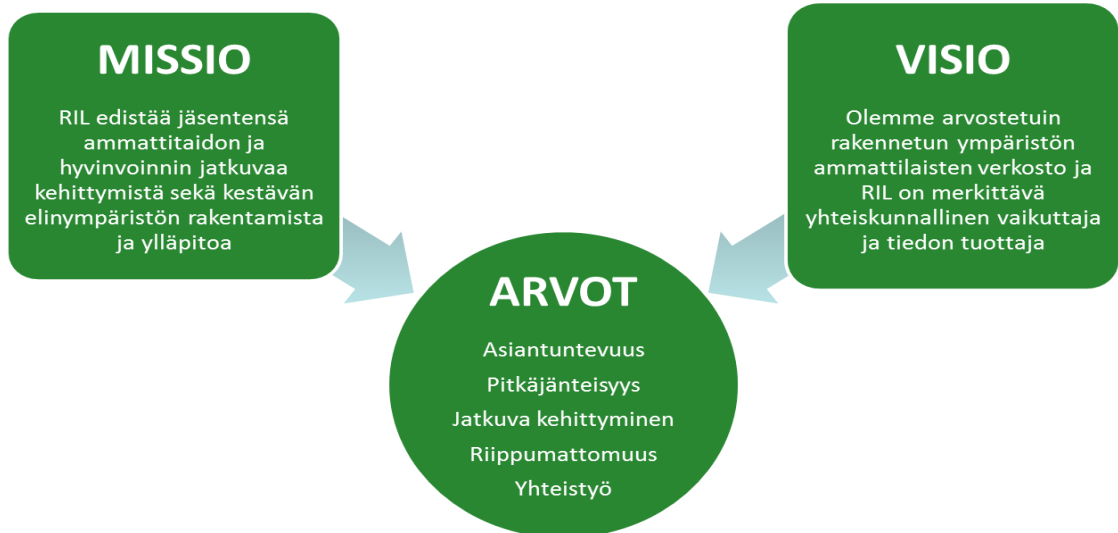 MISSIO
RIL edistää jäsentensä
ammattitaidon ja
hyvinvoinnin jatkuvaa
kehittymistä sekä kestävän
elinympäristön rakentamista
ja ylläpitoa
VISIO
Olemme arvostetuin
rakennetun ympäristön
ammattilaisten verkosto ja
RIL on merkittävä
yhteiskunnallinen vaikuttaja
ja tiedon tuottaja
ARVOT
Asiantuntevuus
Pitkäjänteisyys
Jatkuva kehittyminen
Riippumattomuus
Yhteistyö